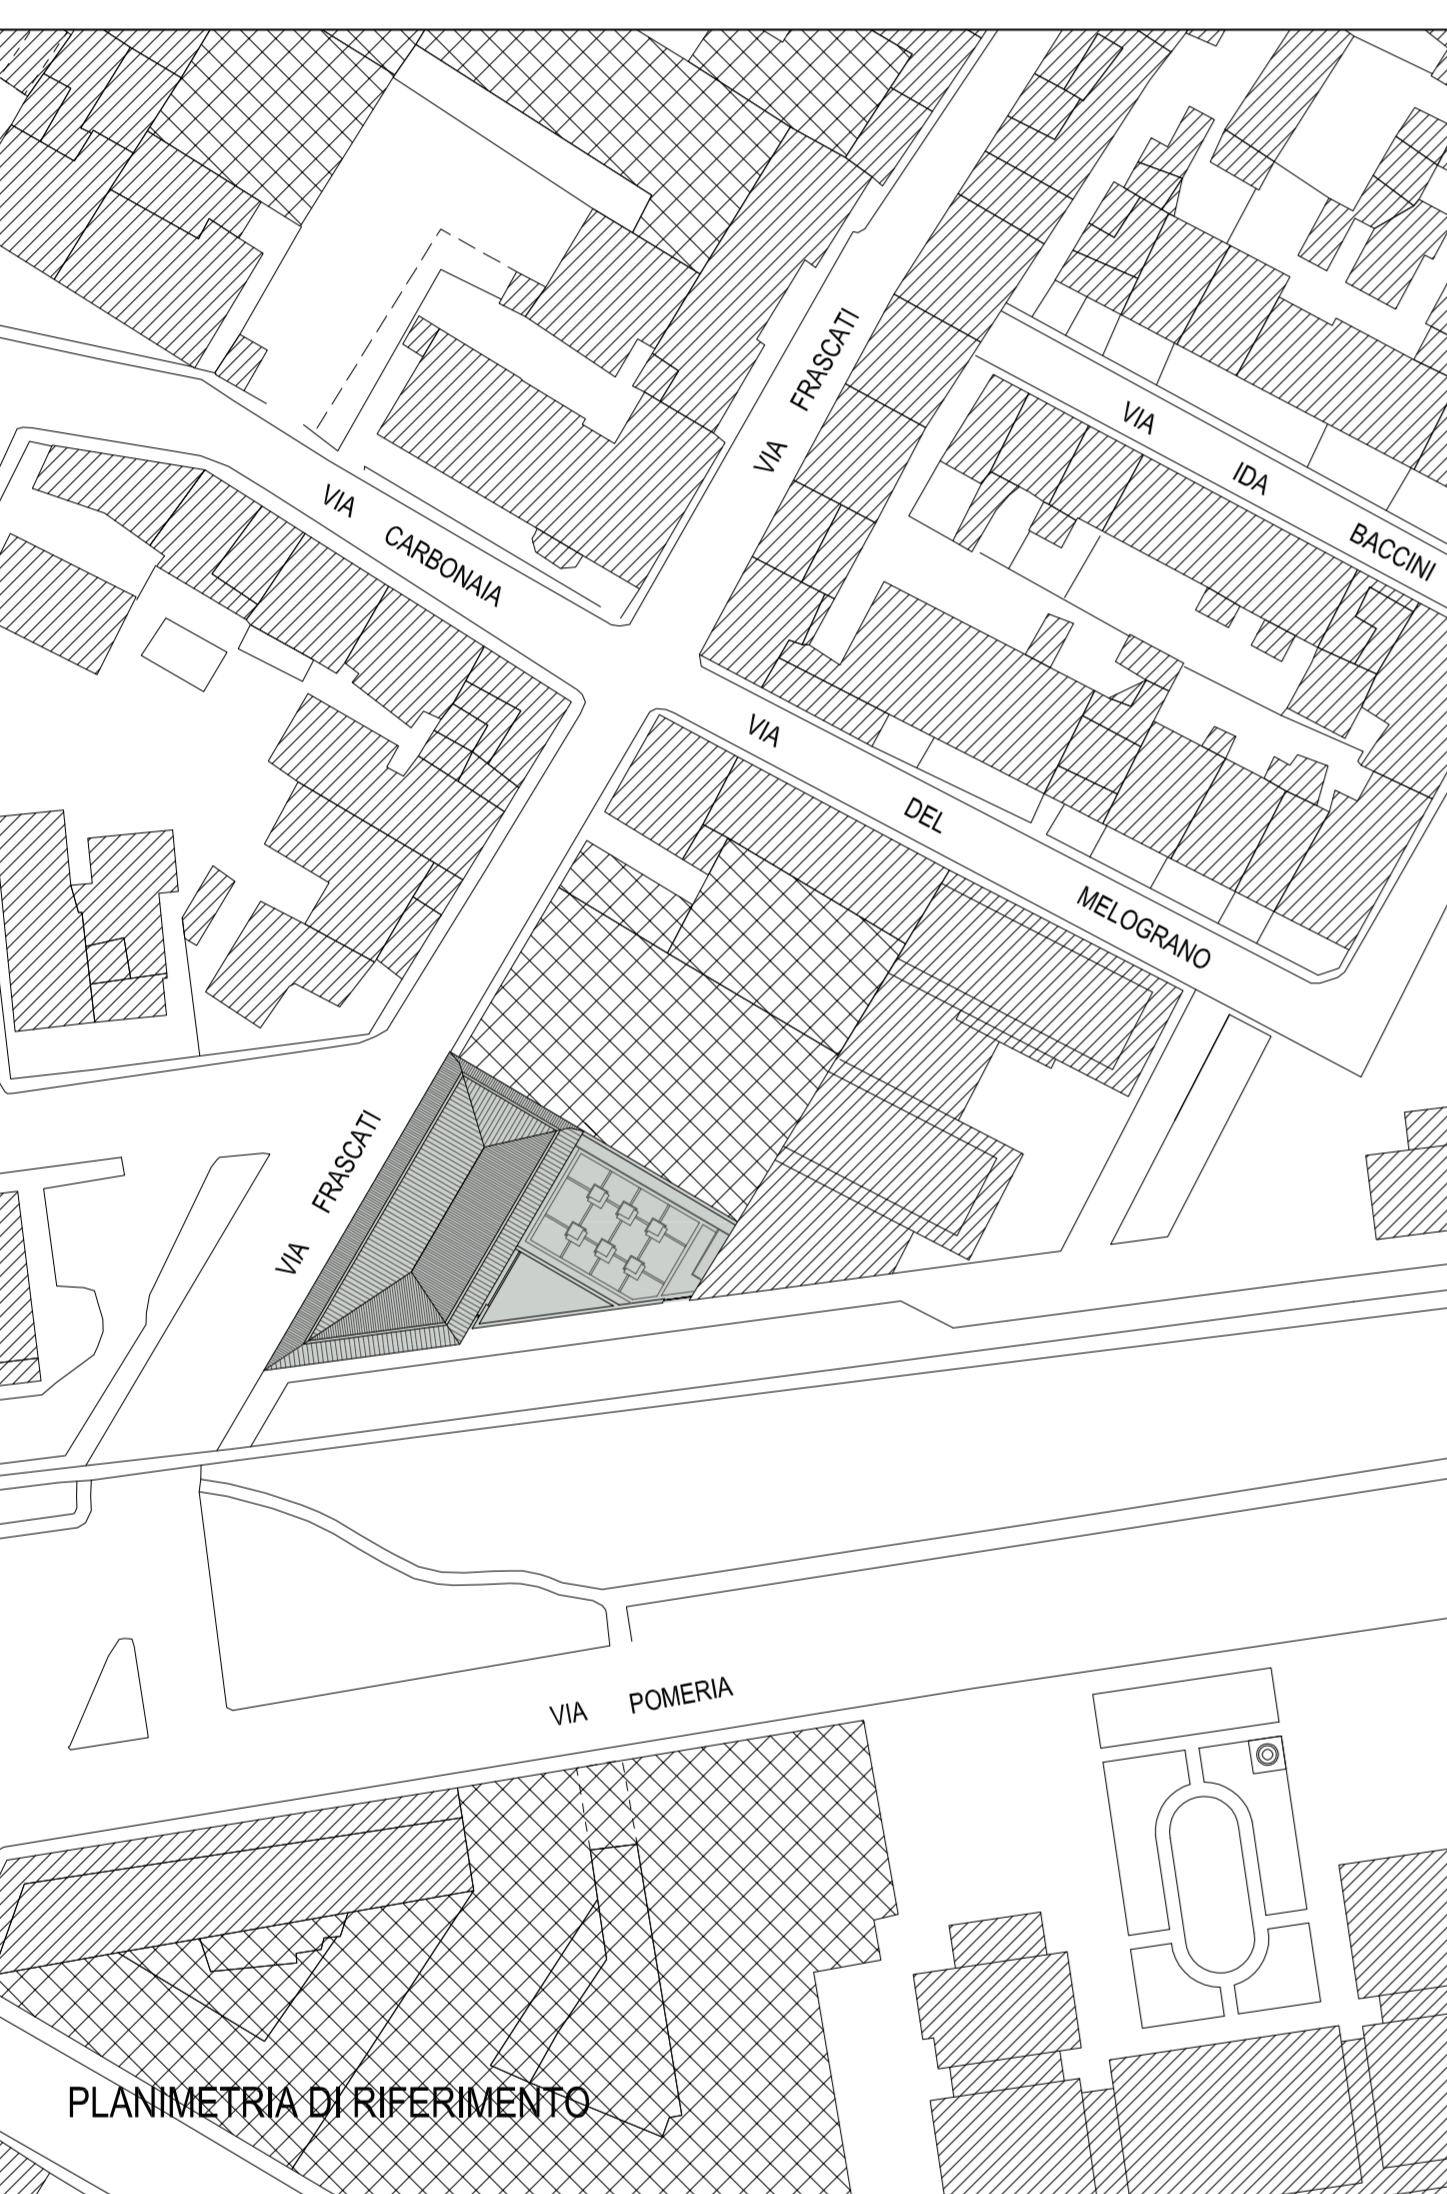 VIA FRASCATI
VIA IDA BACCINI
VIA CARBONAIA
VIA DEL MELOGRANO
VIA FRASCATI
VIA POMERIA
PLANIMETRIA DI RIFERIMENTO